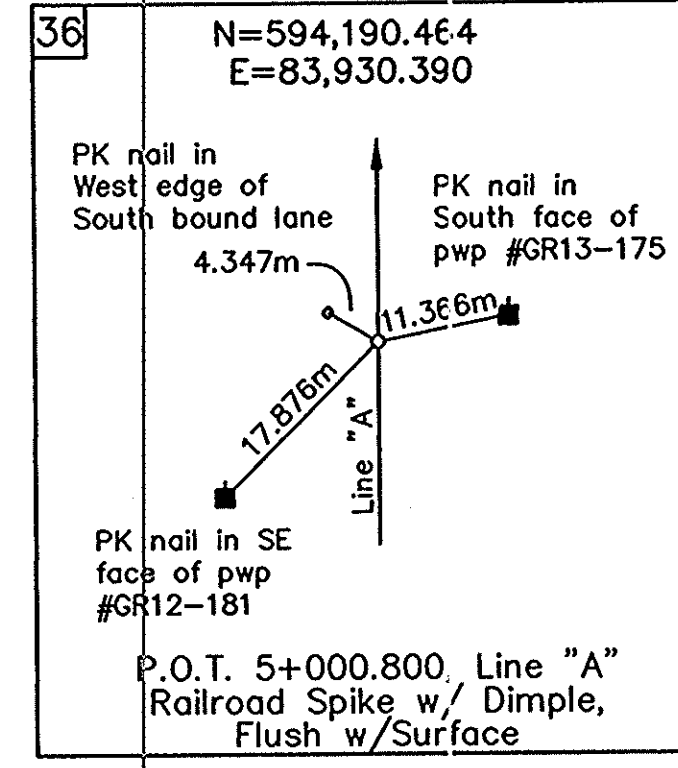 36
N=594,190.464
E=83,930.390
PK nail in
West edge of
South bound lane
4.347m
PK nail in
South face of
pwp #GR13-175
11.366m
17.876m
Line "A"
PK nail in SE
face of pwp
#GR12-181
P.O.T. 5+000.800, Line "A"
Railroad Spike w/ Dimple,
Flush w/Surface